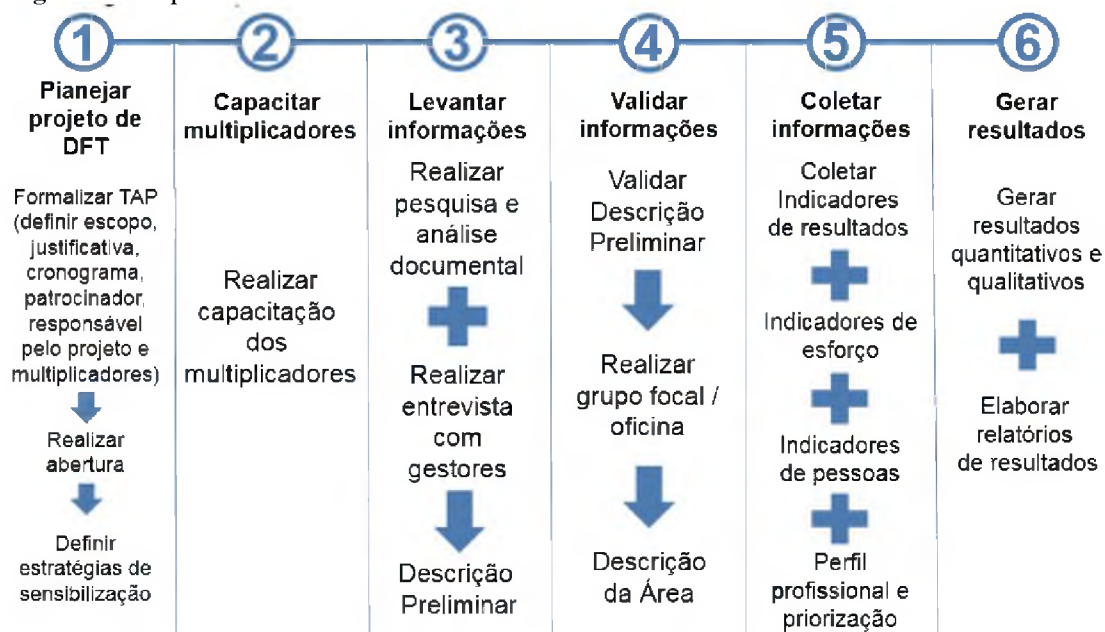 1
Pianejar
projeto de
DFT
Formalizar TAP
(definir escopo,
justificativa,
cronograma,
patrocinador,
responsável
pelo projeto e
multiplicadores)
Realizar
abertura
Definir
estratégias de
sensibilização
2
Capacitar
multiplicadores
Realizar
capacitação
dos
multiplicadores
3
Levantar
informações
Realizar
pesquisa e
análise
documental
Realizar
entrevista
com
gestores
Descrição
Preliminar
4
Validar
informações
Validar
Descrição
Preliminar
Realizar
grupo focal /
oficina
Descrição
da Área
5
Coletar
informações
Coletar
Indicadores
de resultados
Indicadores de
esforço
Indicadores
de pessoas
Perfil
profissional e
priorização
6
Gerar
resultados
Gerar
resultados
quantitativos e
qualitativos
Elaborar
relatórios
de resultados